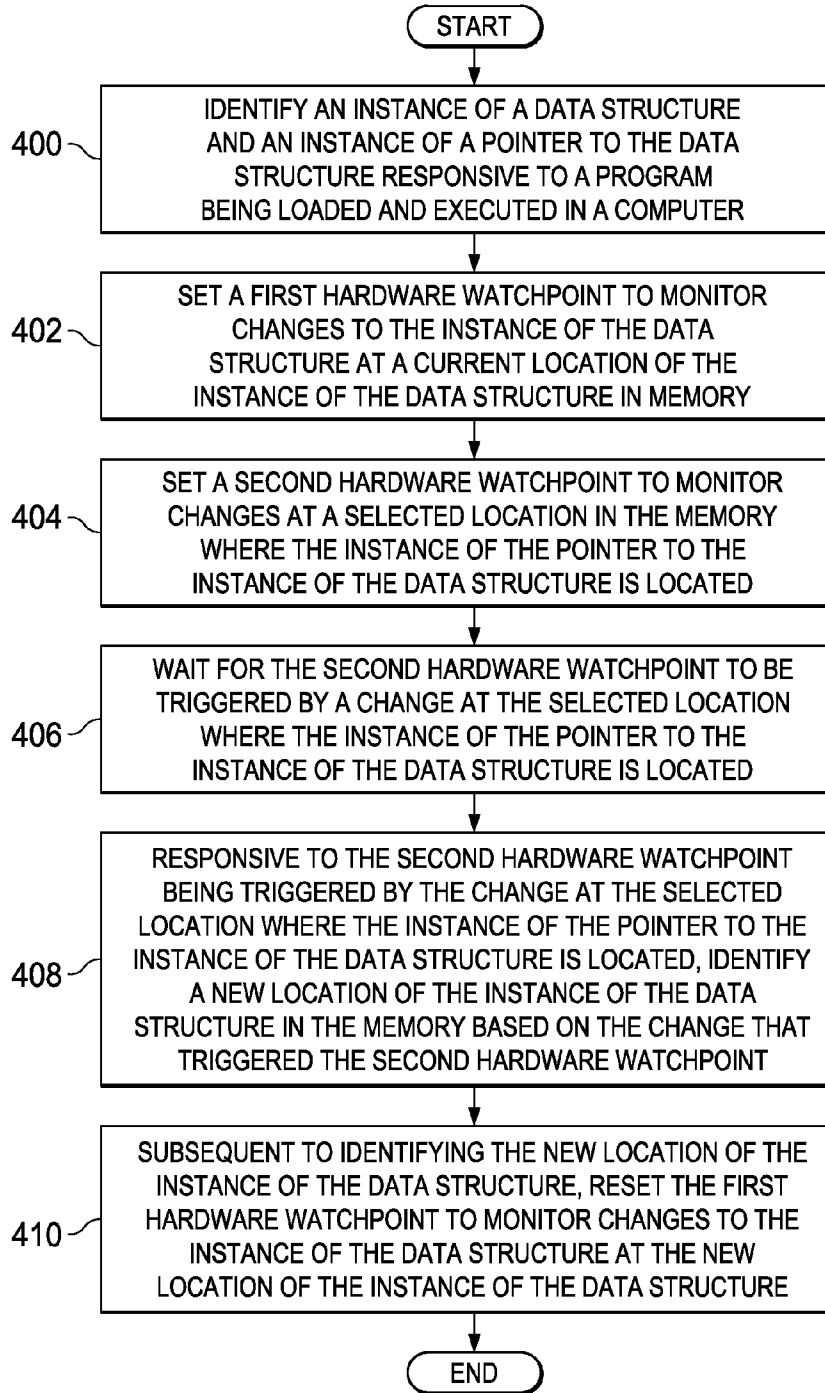 START
400
IDENTIFY AN INSTANCE OF A DATA STRUCTURE
AND AN INSTANCE OF A POINTER TO THE DATA
STRUCTURE RESPONSIVE TO A PROGRAM
BEING LOADED AND EXECUTED IN A COMPUTER
402
SET A FIRST HARDWARE WATCHPOINT TO MONITOR
CHANGES TO THE INSTANCE OF THE DATA
STRUCTURE AT A CURRENT LOCATION OF THE
INSTANCE OF THE DATA STRUCTURE IN MEMORY
404
SET A SECOND HARDWARE WATCHPOINT TO MONITOR
CHANGES AT A SELECTED LOCATION IN THE MEMORY
WHERE THE INSTANCE OF THE POINTER TO THE
INSTANCE OF THE DATA STRUCTURE IS LOCATED
406
WAIT FOR THE SECOND HARDWARE WATCHPOINT TO BE
TRIGGERED BY A CHANGE AT THE SELECTED LOCATION
WHERE THE INSTANCE OF THE POINTER TO THE
INSTANCE OF THE DATA STRUCTURE IS LOCATED
408
RESPONSIVE TO THE SECOND HARDWARE WATCHPOINT
BEING TRIGGERED BY THE CHANGE AT THE SELECTED
LOCATION WHERE THE INSTANCE OF THE POINTER TO THE
INSTANCE OF THE DATA STRUCTURE IS LOCATED, IDENTIFY
A NEW LOCATION OF THE INSTANCE OF THE DATA
STRUCTURE IN THE MEMORY BASED ON THE CHANGE THAT
TRIGGERED THE SECOND HARDWARE WATCHPOINT
410
SUBSEQUENT TO IDENTIFYING THE NEW LOCATION OF THE
INSTANCE OF THE DATA STRUCTURE, RESET THE FIRST
HARDWARE WATCHPOINT TO MONITOR CHANGES TO THE
INSTANCE OF THE DATA STRUCTURE AT THE NEW
LOCATION OF THE INSTANCE OF THE DATA STRUCTURE
END